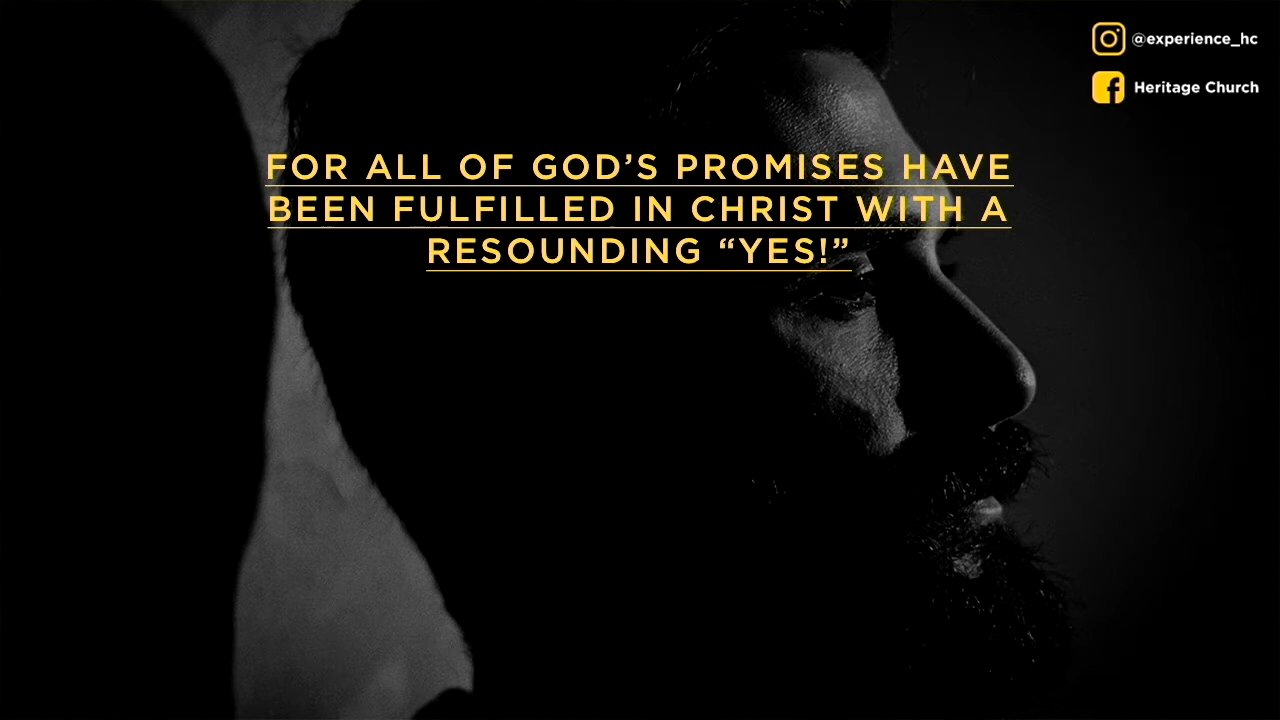 @experience_hc
Heritage Church
FOR ALL OF GOD’S PROMISES HAVE
BEEN FULFILLED IN CHRIST WITH A
RESOUNDING “YES!”